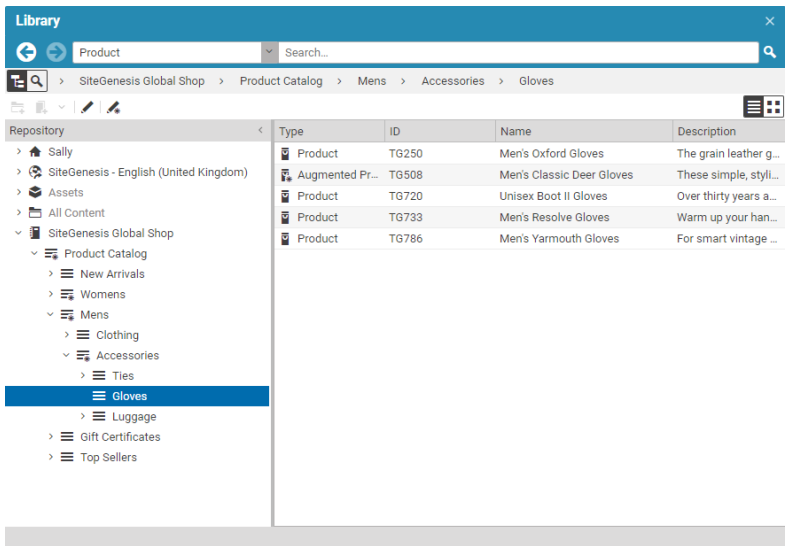 Library
Product
Search...
SiteGenesis Global Shop > Product Catalog > Mens > Accessories > Gloves
Repository
Sally
SiteGenesis - English (United Kingdom)
Assets
All Content
SiteGenesis Global Shop
Product Catalog
New Arrivals
Womens
Mens
Clothing
Accessories
Ties
Gloves
Luggage
Gift Certificates
Top Sellers
Type ID Name Description
Product TG250 Men's Oxford Gloves The grain leather g...
Augmented Pr... TG508 Men's Classic Deer Gloves These simple, styli...
Product TG720 Unisex Boot II Gloves Over thirty years a...
Product TG733 Men's Resolve Gloves Warm up your han...
Product TG786 Men's Yarmouth Gloves For smart vintage ...